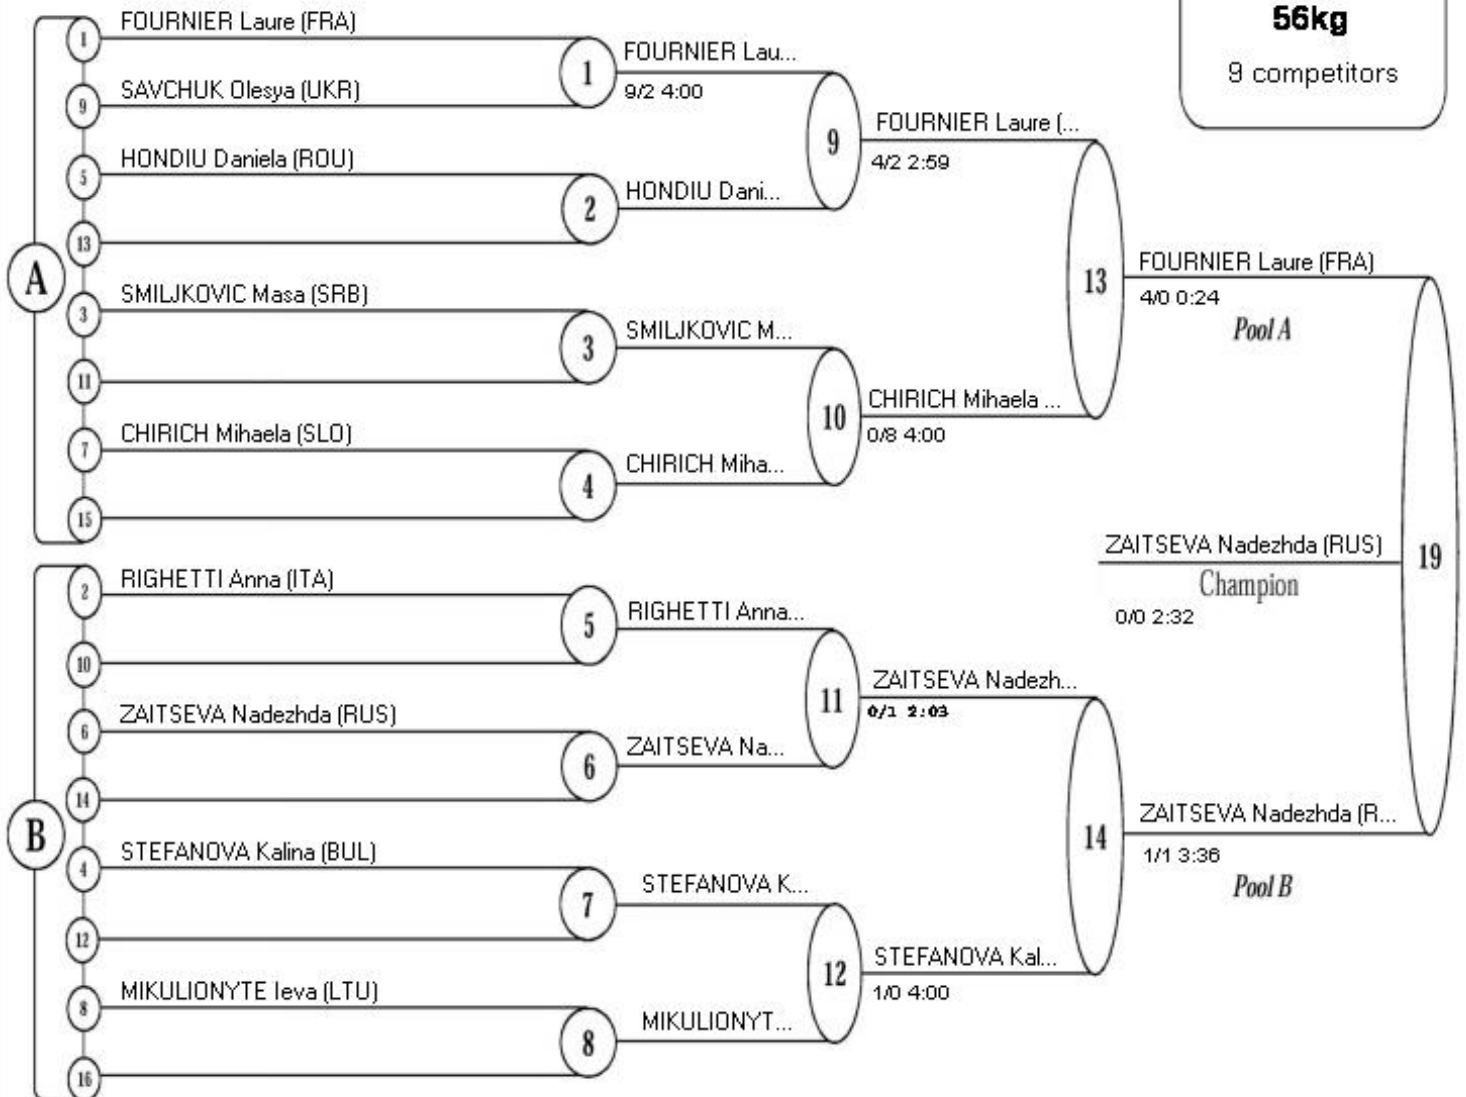 56kg
9 competitors
A
1
FOURNIER Laure (FRA)
9
SAVCHUK Olesya (UKR)
5
HONDIU Daniela (ROU)
13
3
SMILJKOVIC Masa (SRB)
11
7
CHIRICH Mihaela (SLO)
15
B
2
RIGHETTI Anna (ITA)
10
6
ZAITSEVA Nadezhda (RUS)
14
4
STEFANOVA Kalina (BUL)
12
8
MIKULIONYTE Ieva (LTU)
16
1
FOURNIER Lau...
9/2 4:00
2
HONDIU Dani...
3
SMILJKOVIC M...
4
CHIRICH Miha...
5
RIGHETTI Anna...
6
ZAITSEVA Na...
7
STEFANOVA K...
8
MIKULIONYT...
9
FOURNIER Laure (...
4/2 2:59
10
CHIRICH Mihaela ...
0/8 4:00
11
ZAITSEVA Nadezh...
0/1 2:03
12
STEFANOVA Kal...
1/0 4:00
13
FOURNIER Laure (FRA)
4/0 0:24
Pool A
14
ZAITSEVA Nadezhda (R...
1/1 3:36
Pool B
19
ZAITSEVA Nadezhda (RUS)
Champion
0/0 2:32